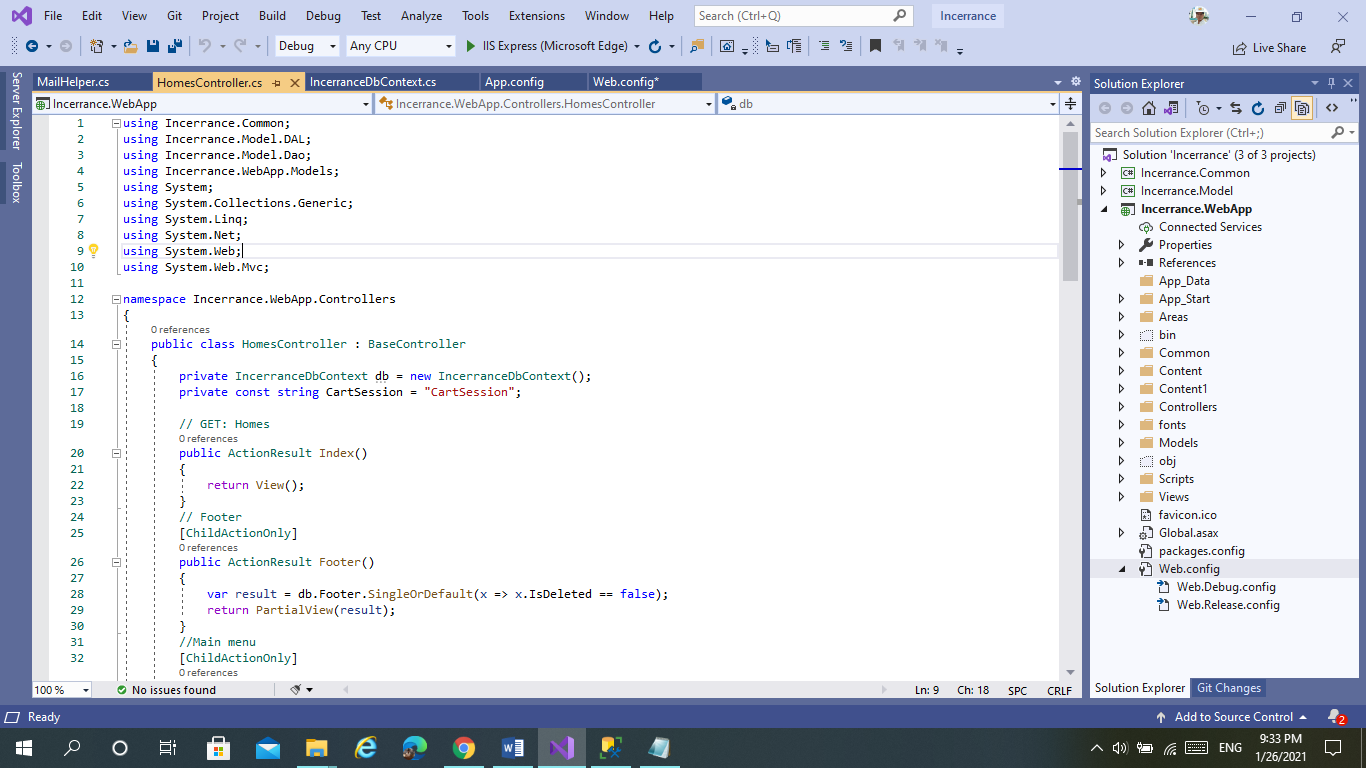 File Edit View Git Project Build Debug Test Analyze Tools Extensions Window Help Search (Ctrl+Q) Incerrance
Debug Any CPU IIS Express (Microsoft Edge) Live Share
Server Explorer
Toolbox
MailHelper.cs HomesController.cs IncerranceDbContext.cs App.config Web.config*
Incerrance.WebApp Incerrance.WebApp.Controllers.HomesController db
1 using Incerrance.Common;
2 using Incerrance.Model.DAL;
3 using Incerrance.Model.Dao;
4 using Incerrance.WebApp.Models;
5 using System;
6 using System.Collections.Generic;
7 using System.Linq;
8 using System.Net;
9 using System.Web;
10 using System.Web.Mvc;
11
12 namespace Incerrance.WebApp.Controllers
13 {
0 references
14 public class HomesController : BaseController
15 {
16 private IncerranceDbContext db = new IncerranceDbContext();
17 private const string CartSession = "CartSession";
18
19 // GET: Homes
0 references
20 public ActionResult Index()
21 {
22 return View();
23 }
24 // Footer
25 [ChildActionOnly]
0 references
26 public ActionResult Footer()
27 {
28 var result = db.Footer.SingleOrDefault(x => x.IsDeleted == false);
29 return PartialView(result);
30 }
31 //Main menu
32 [ChildActionOnly]
0 references
100 % No issues found Ln: 9 Ch: 18 SPC CRLF
Solution Explorer
Search Solution Explorer (Ctrl+;)
Solution 'Incerrance' (3 of 3 projects)
C# Incerrance.Common
C# Incerrance.Model
Incerrance.WebApp
Connected Services
Properties
References
App_Data
App_Start
Areas
bin
Common
Content
Content1
Controllers
fonts
Models
obj
Scripts
Views
favicon.ico
Global.asax
packages.config
Web.config
Web.Debug.config
Web.Release.config
Solution Explorer Git Changes
Ready Add to Source Control 2
ENG 9:33 PM
1/26/2021